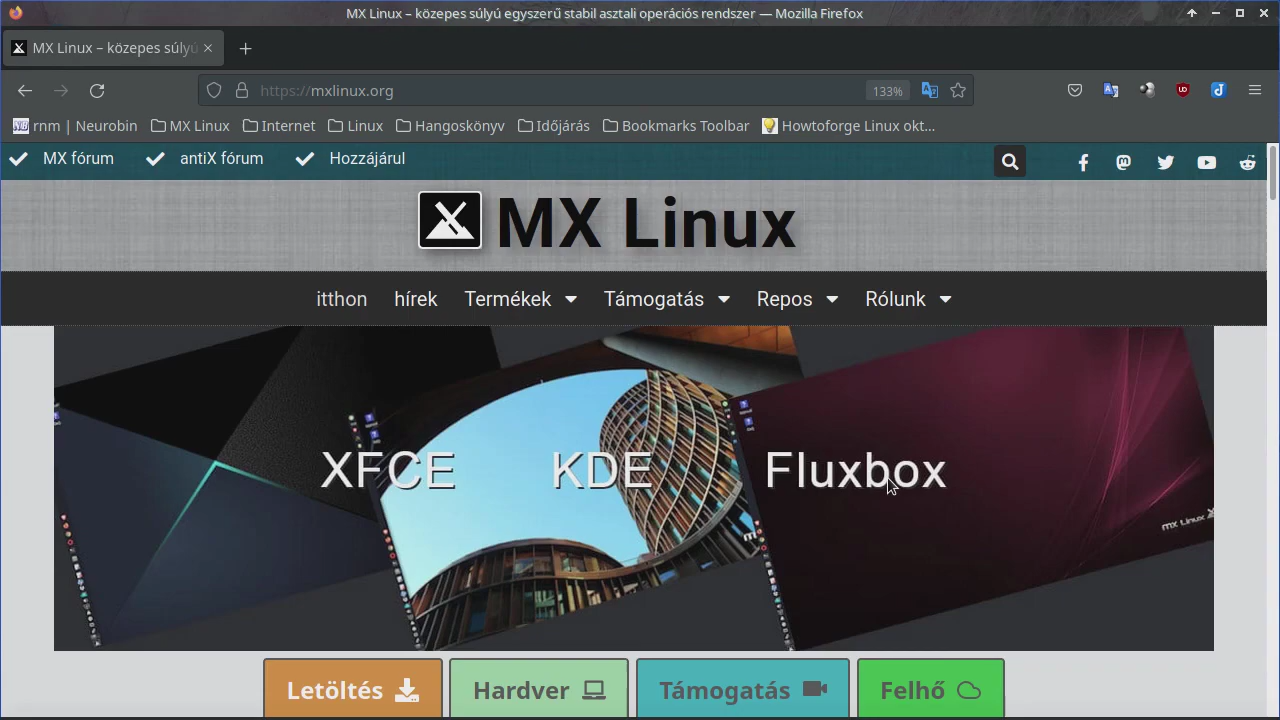 MX Linux – közepes súlyú egyszerű stabil asztali operációs rendszer — Mozilla Firefox
MX Linux – közepes súlyú
https://mxlinux.org
133%
rnm | Neurobin
MX Linux
Internet
Linux
Hangoskönyv
Időjárás
Bookmarks Toolbar
Howtoforge Linux okt…
MX fórum
antiX fórum
Hozzájárul
MX Linux
itthon
hírek
Termékek
Támogatás
Repos
Rólunk
XFCE
KDE
Fluxbox
MX Linux
Letöltés
Hardver
Támogatás
Felhő